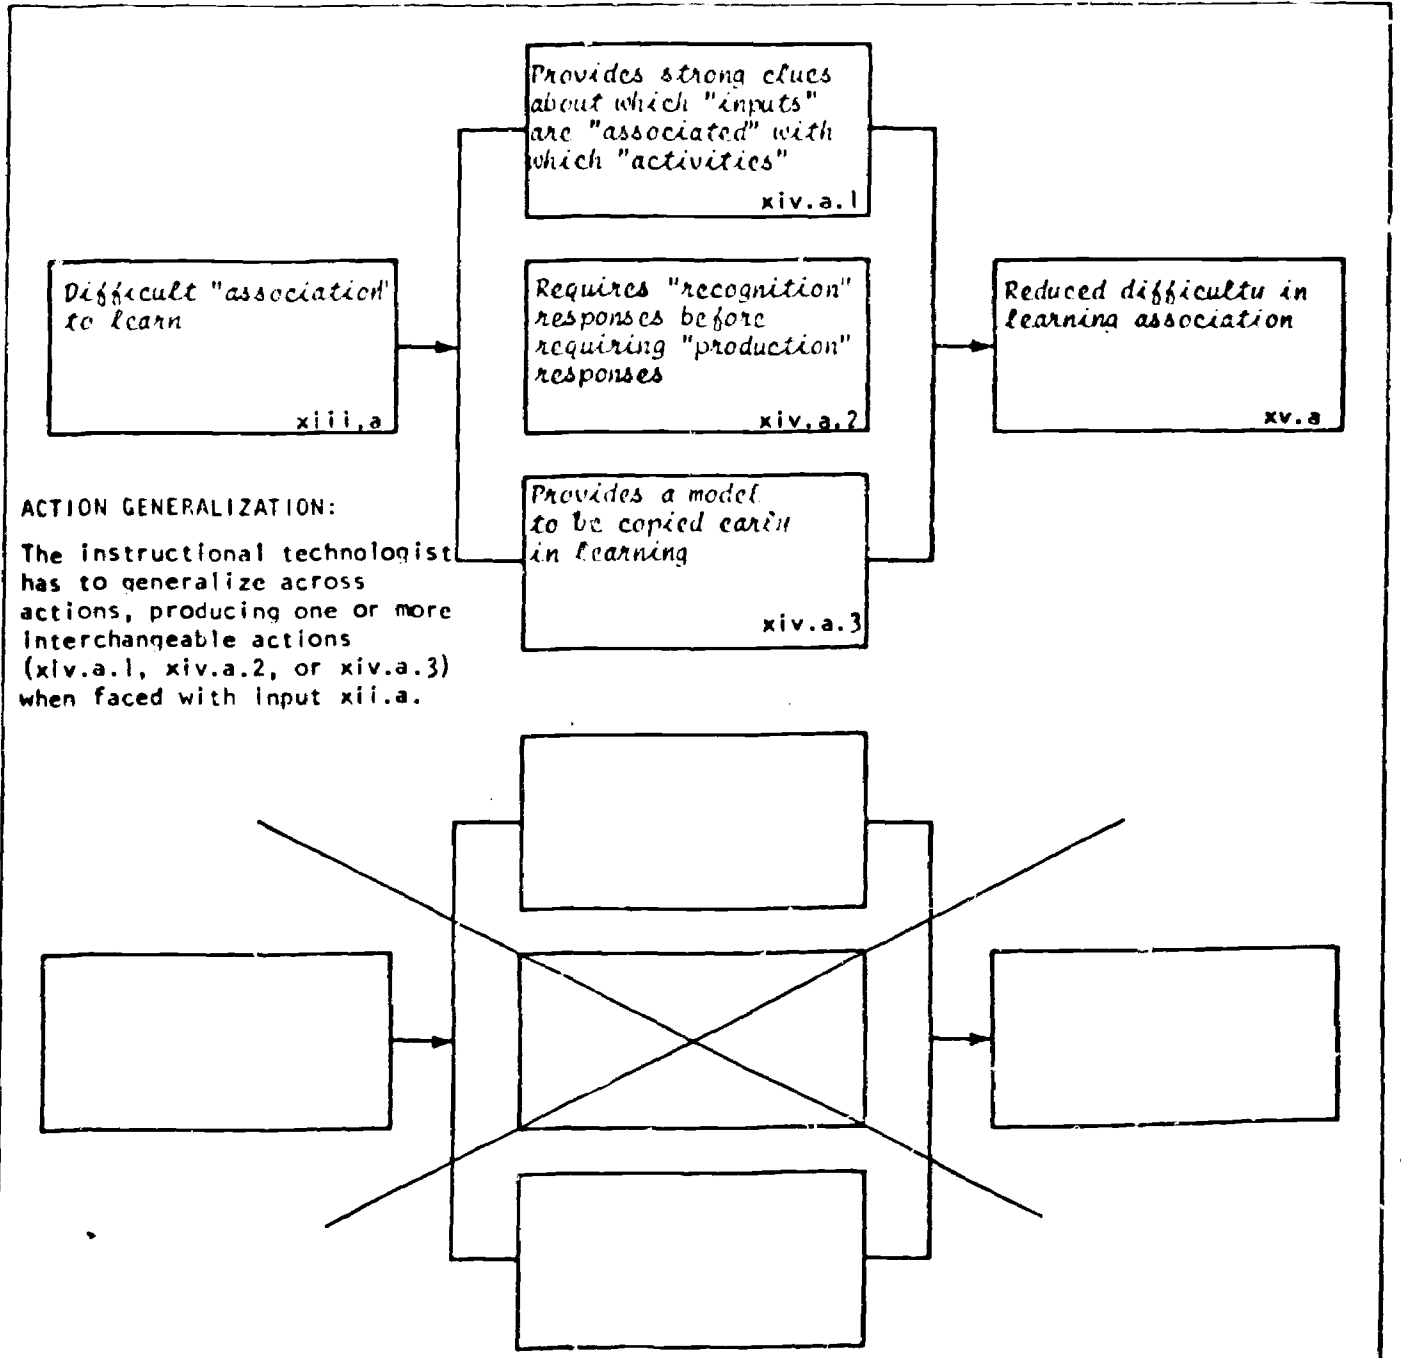 Provides strong clues
about which "inputs"
are "associated" with
which "activities"
xiv.a.1
Difficult "association"
to learn
xiii,a
Requires "recognition"
responses before
requiring "production"
responses
xiv,a,2
Reduced difficulty in
learning association
xv.a
Provides a model
to be copied early
in learning
xiv.a.3
ACTION GENERALIZATION:
The instructional technologist
has to generalize across
actions, producing one or more
interchangeable actions
(xiv.a.1, xiv.a.2, or xiv.a.3)
when faced with input xii.a.